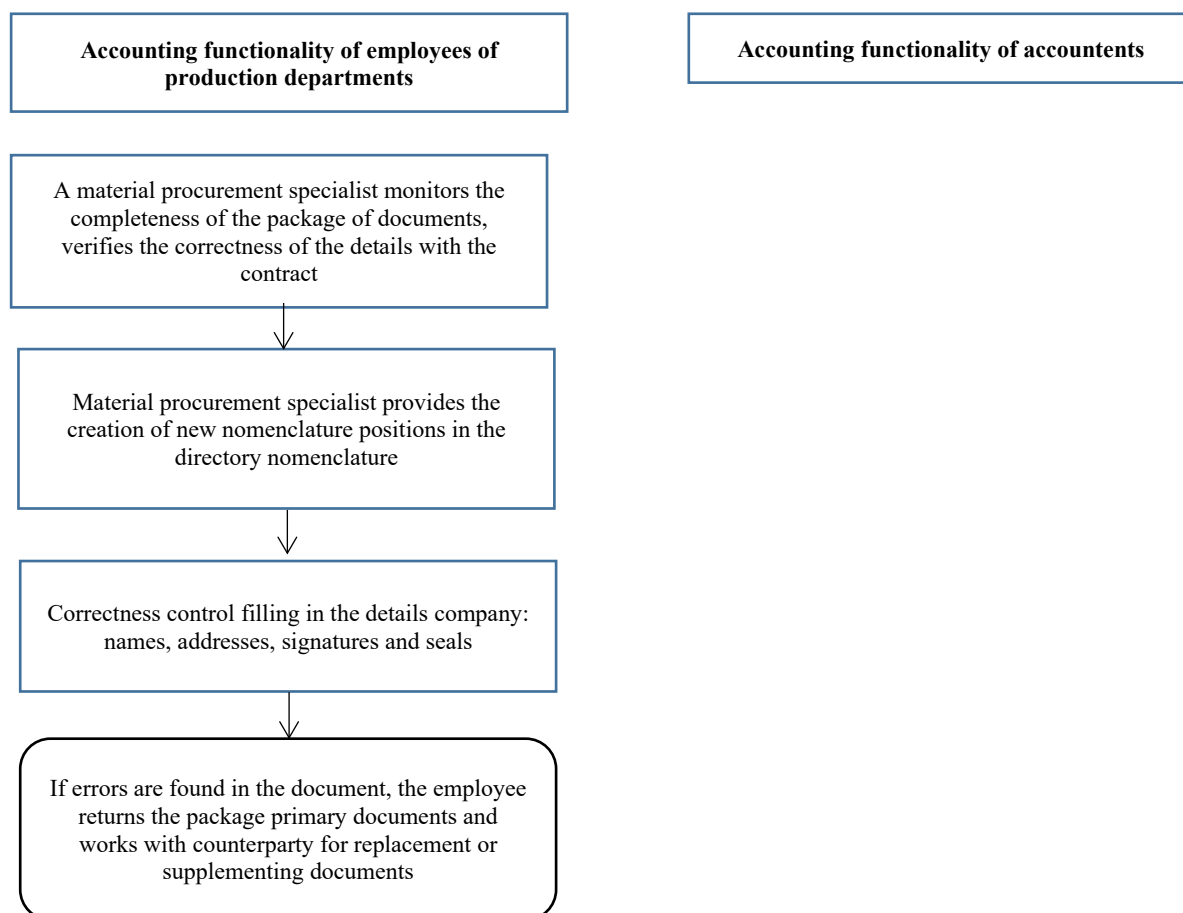 Accounting functionality of employees of
production departments
Accounting functionality of accountents
A material procurement specialist monitors the
completeness of the package of documents,
verifies the correctness of the details with the
contract
Material procurement specialist provides the
creation of new nomenclature positions in the
directory nomenclature
Correctness control filling in the details company:
names, addresses, signatures and seals
If errors are found in the document, the employee
returns the package primary documents and
works with counterparty for replacement or
supplementing documents